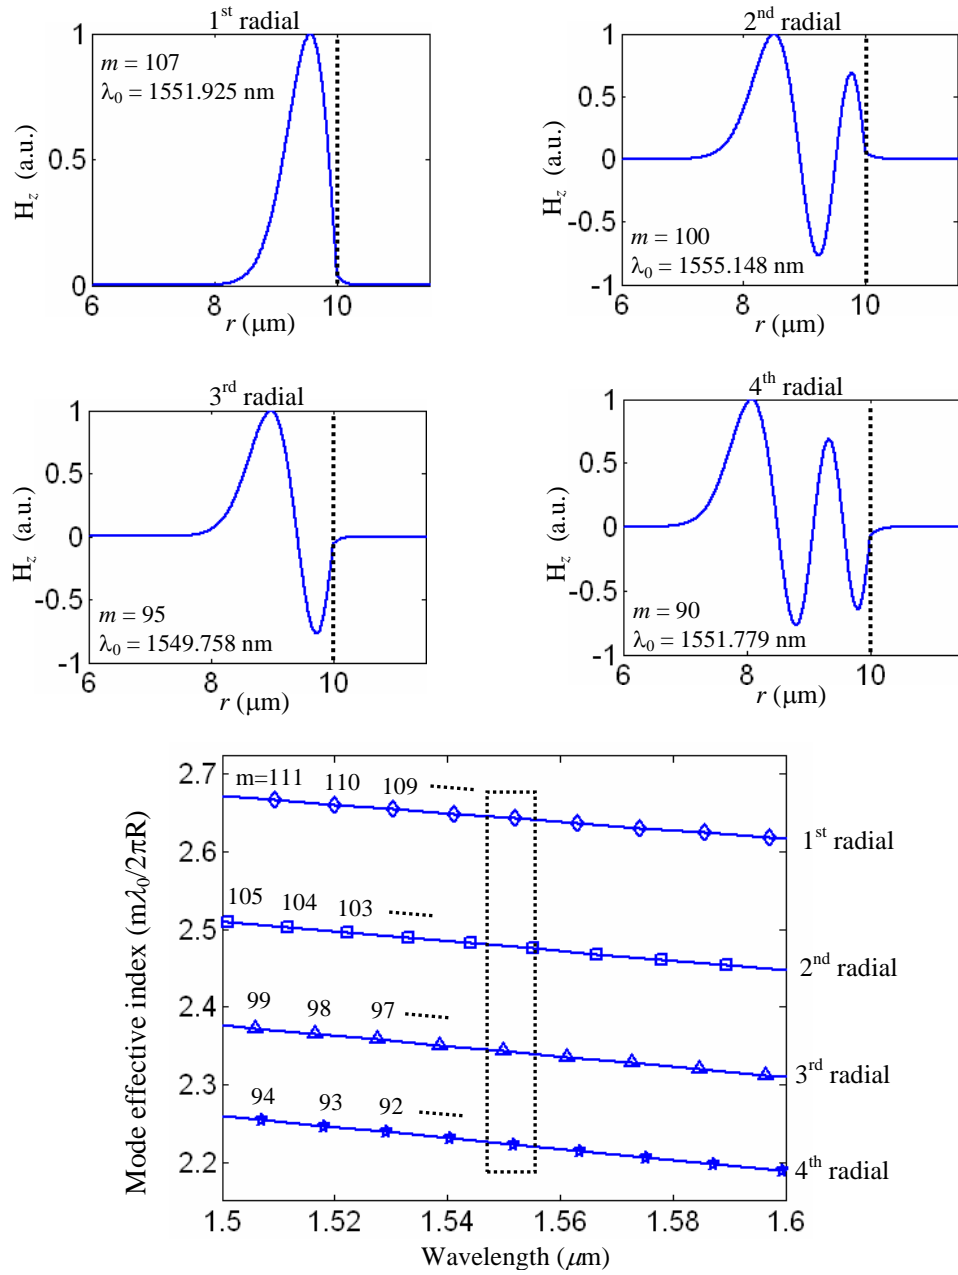 1st radial
1
0.5
0
H_z (a.u.)
m = 107
λ0 = 1551.925 nm
6 8 10
r (μm)
2nd radial
1
0.5
0
-0.5
-1
H_z (a.u.)
m = 100
λ0 = 1555.148 nm
6 8 10
r (μm)
3rd radial
1
0.5
0
-0.5
-1
H_z (a.u.)
m = 95
λ0 = 1549.758 nm
6 8 10
r (μm)
4th radial
1
0.5
0
-0.5
-1
H_z (a.u.)
m = 90
λ0 = 1551.779 nm
6 8 10
r (μm)
Mode effective index (mλ0/2πR)
2.7
2.6
2.5
2.4
2.3
2.2
m=111 110 109
1st radial
105 104 103
2nd radial
99 98 97
3rd radial
94 93 92
4th radial
1.5 1.52 1.54 1.56 1.58 1.6
Wavelength (μm)